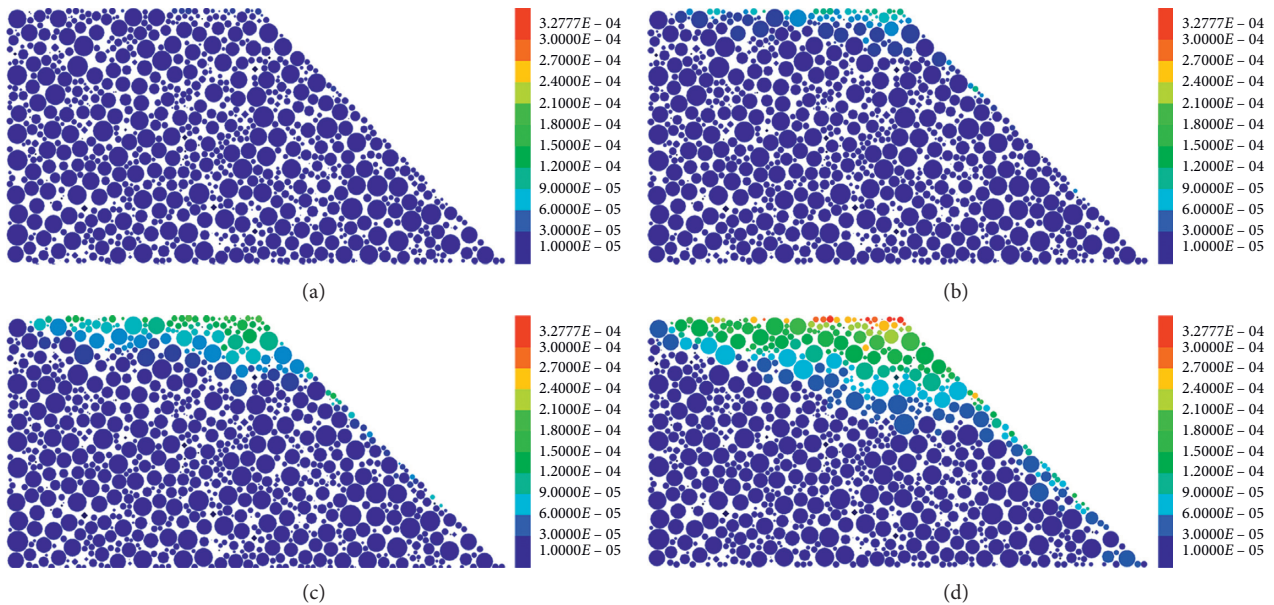 3.2777E – 04
3.0000E – 04
2.7000E – 04
2.4000E – 04
2.1000E – 04
1.8000E – 04
1.5000E – 04
1.2000E – 04
9.0000E – 05
6.0000E – 05
3.0000E – 05
1.0000E – 05
(a)
3.2777E – 04
3.0000E – 04
2.7000E – 04
2.4000E – 04
2.1000E – 04
1.8000E – 04
1.5000E – 04
1.2000E – 04
9.0000E – 05
6.0000E – 05
3.0000E – 05
1.0000E – 05
(b)
3.2777E – 04
3.0000E – 04
2.7000E – 04
2.4000E – 04
2.1000E – 04
1.8000E – 04
1.5000E – 04
1.2000E – 04
9.0000E – 05
6.0000E – 05
3.0000E – 05
1.0000E – 05
(c)
3.2777E – 04
3.0000E – 04
2.7000E – 04
2.4000E – 04
2.1000E – 04
1.8000E – 04
1.5000E – 04
1.2000E – 04
9.0000E – 05
6.0000E – 05
3.0000E – 05
1.0000E – 05
(d)